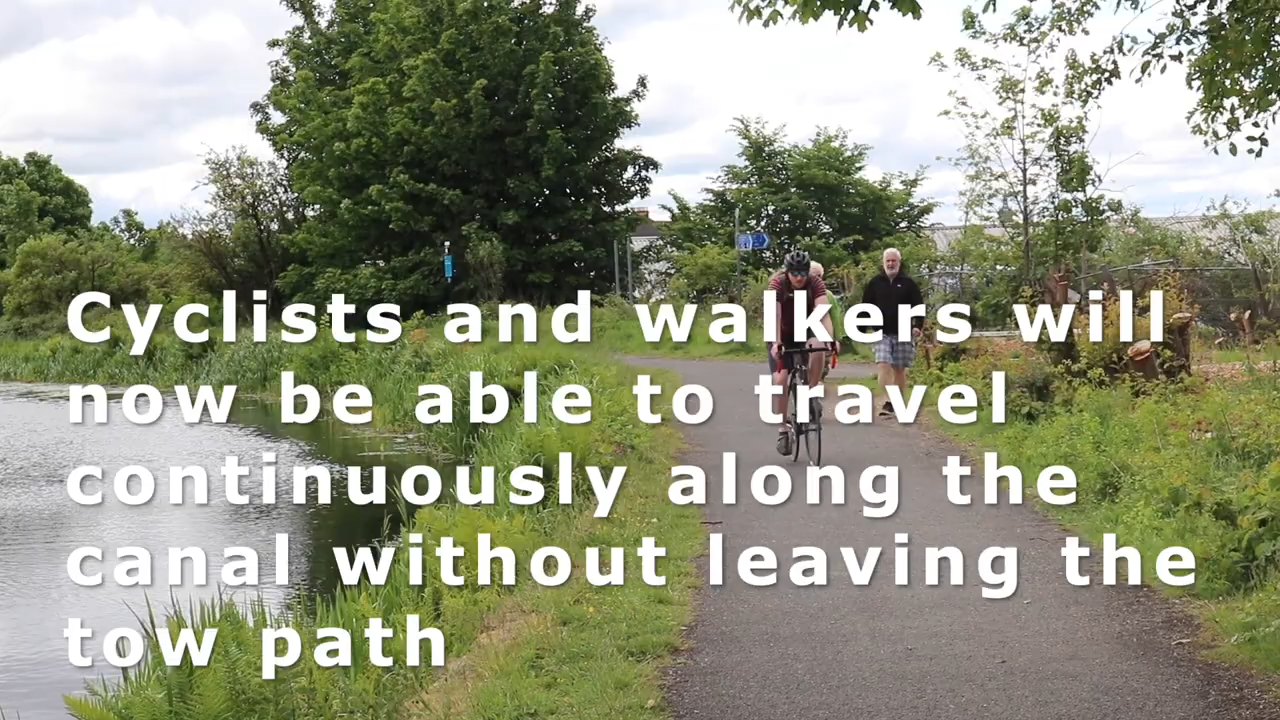 Cyclists and walkers will
now be able to travel
continuously along the
canal without leaving the
tow path